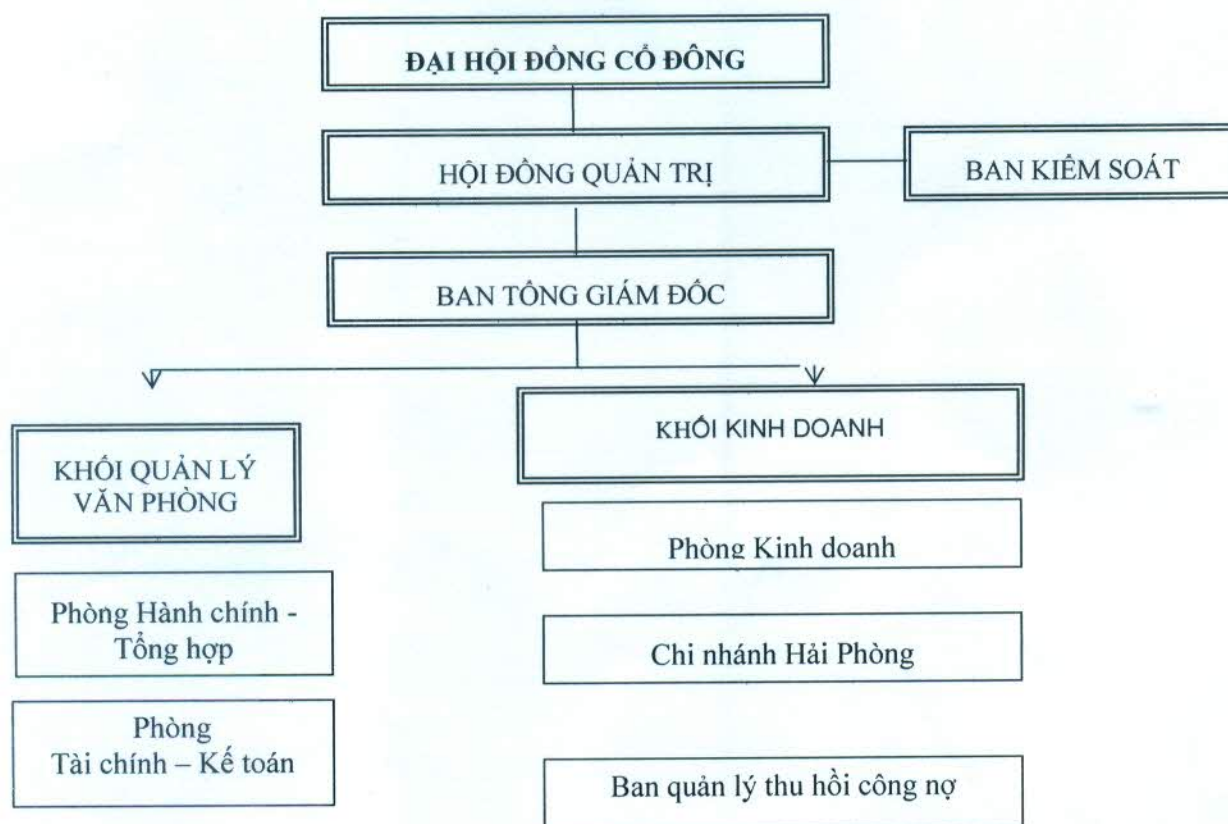 ĐẠI HỘI ĐỒNG CỔ ĐÔNG
HỘI ĐỒNG QUẢN TRỊ
BAN KIỂM SOÁT
BAN TỔNG GIÁM ĐỐC
KHỐI QUẢN LÝ
VĂN PHÒNG
Phòng Hành chính -
Tổng hợp
Phòng
Tài chính – Kế toán
KHỐI KINH DOANH
Phòng Kinh doanh
Chi nhánh Hải Phòng
Ban quản lý thu hồi công nợ